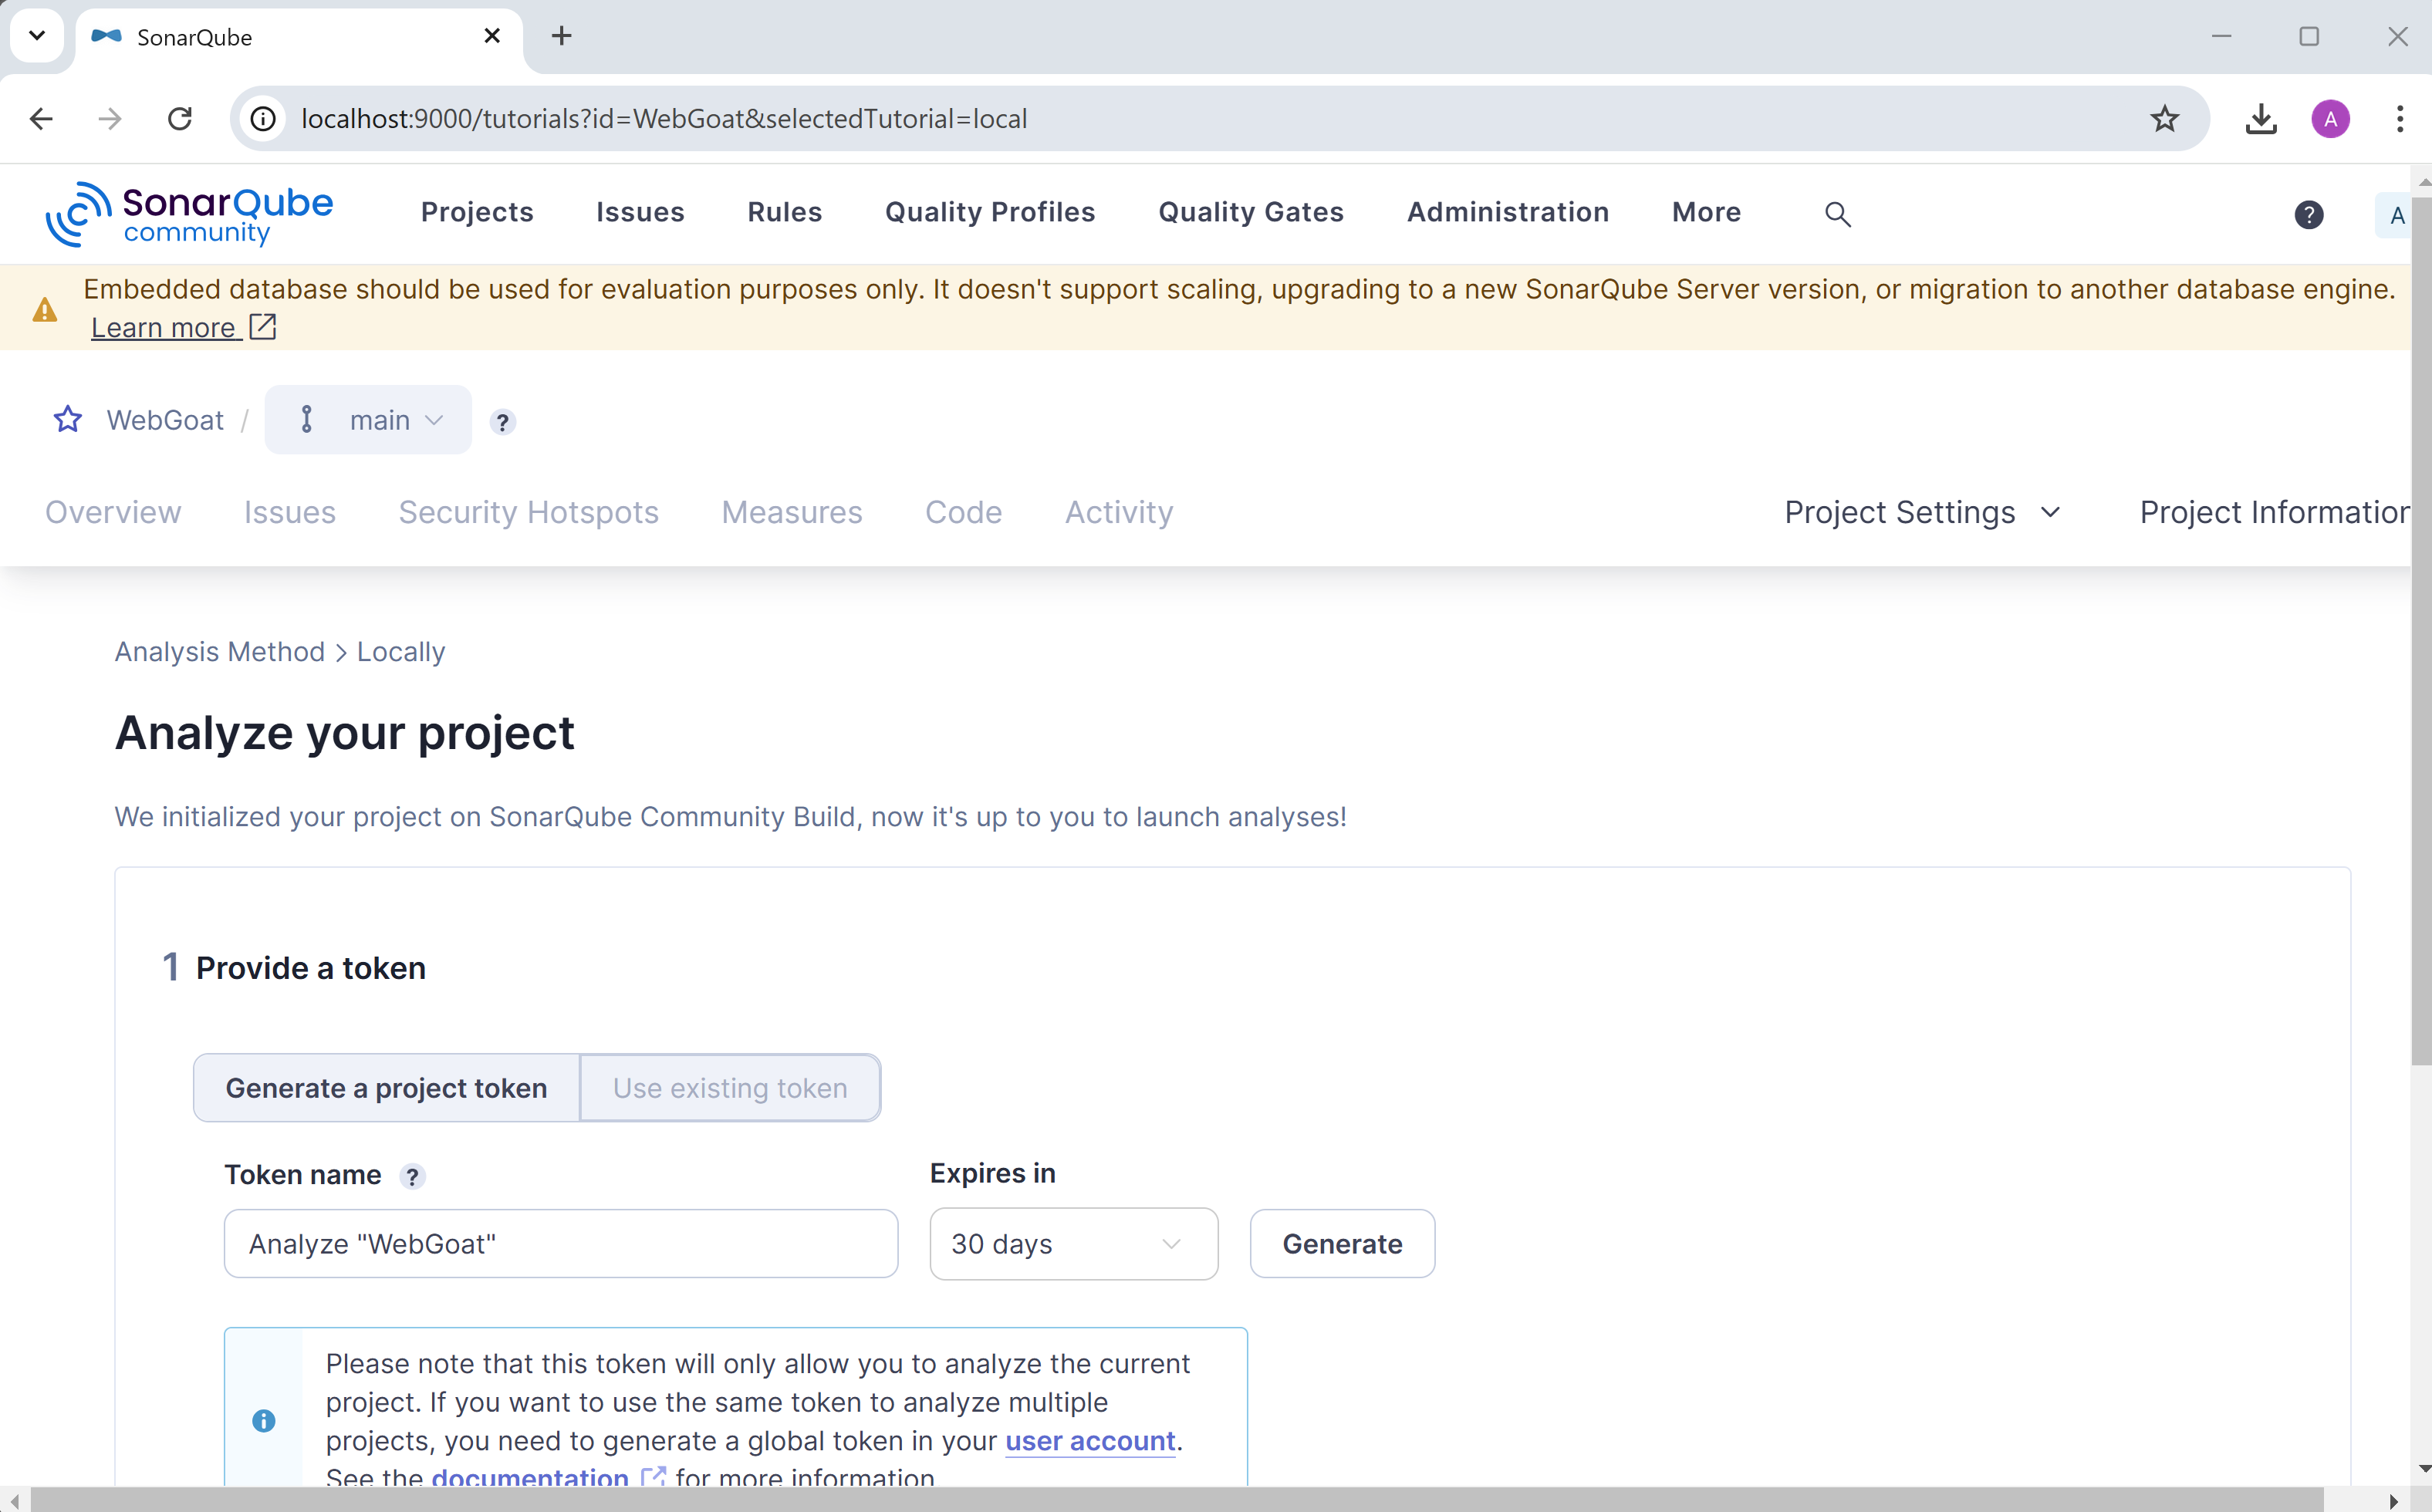 SonarQube
localhost:9000/tutorials?id=WebGoat&selectedTutorial=local
A
SonarQube
community
Projects Issues Rules Quality Profiles Quality Gates Administration More
?
A
Embedded database should be used for evaluation purposes only. It doesn't support scaling, upgrading to a new SonarQube Server version, or migration to another database engine.
Learn more
WebGoat / main ?
Overview Issues Security Hotspots Measures Code Activity Project Settings Project Information
Analysis Method > Locally
Analyze your project
We initialized your project on SonarQube Community Build, now it's up to you to launch analyses!
1 Provide a token
Generate a project token Use existing token
Token name ? Expires in
Analyze "WebGoat" 30 days Generate
Please note that this token will only allow you to analyze the current
project. If you want to use the same token to analyze multiple
projects, you need to generate a global token in your user account.
See the documentation for more information